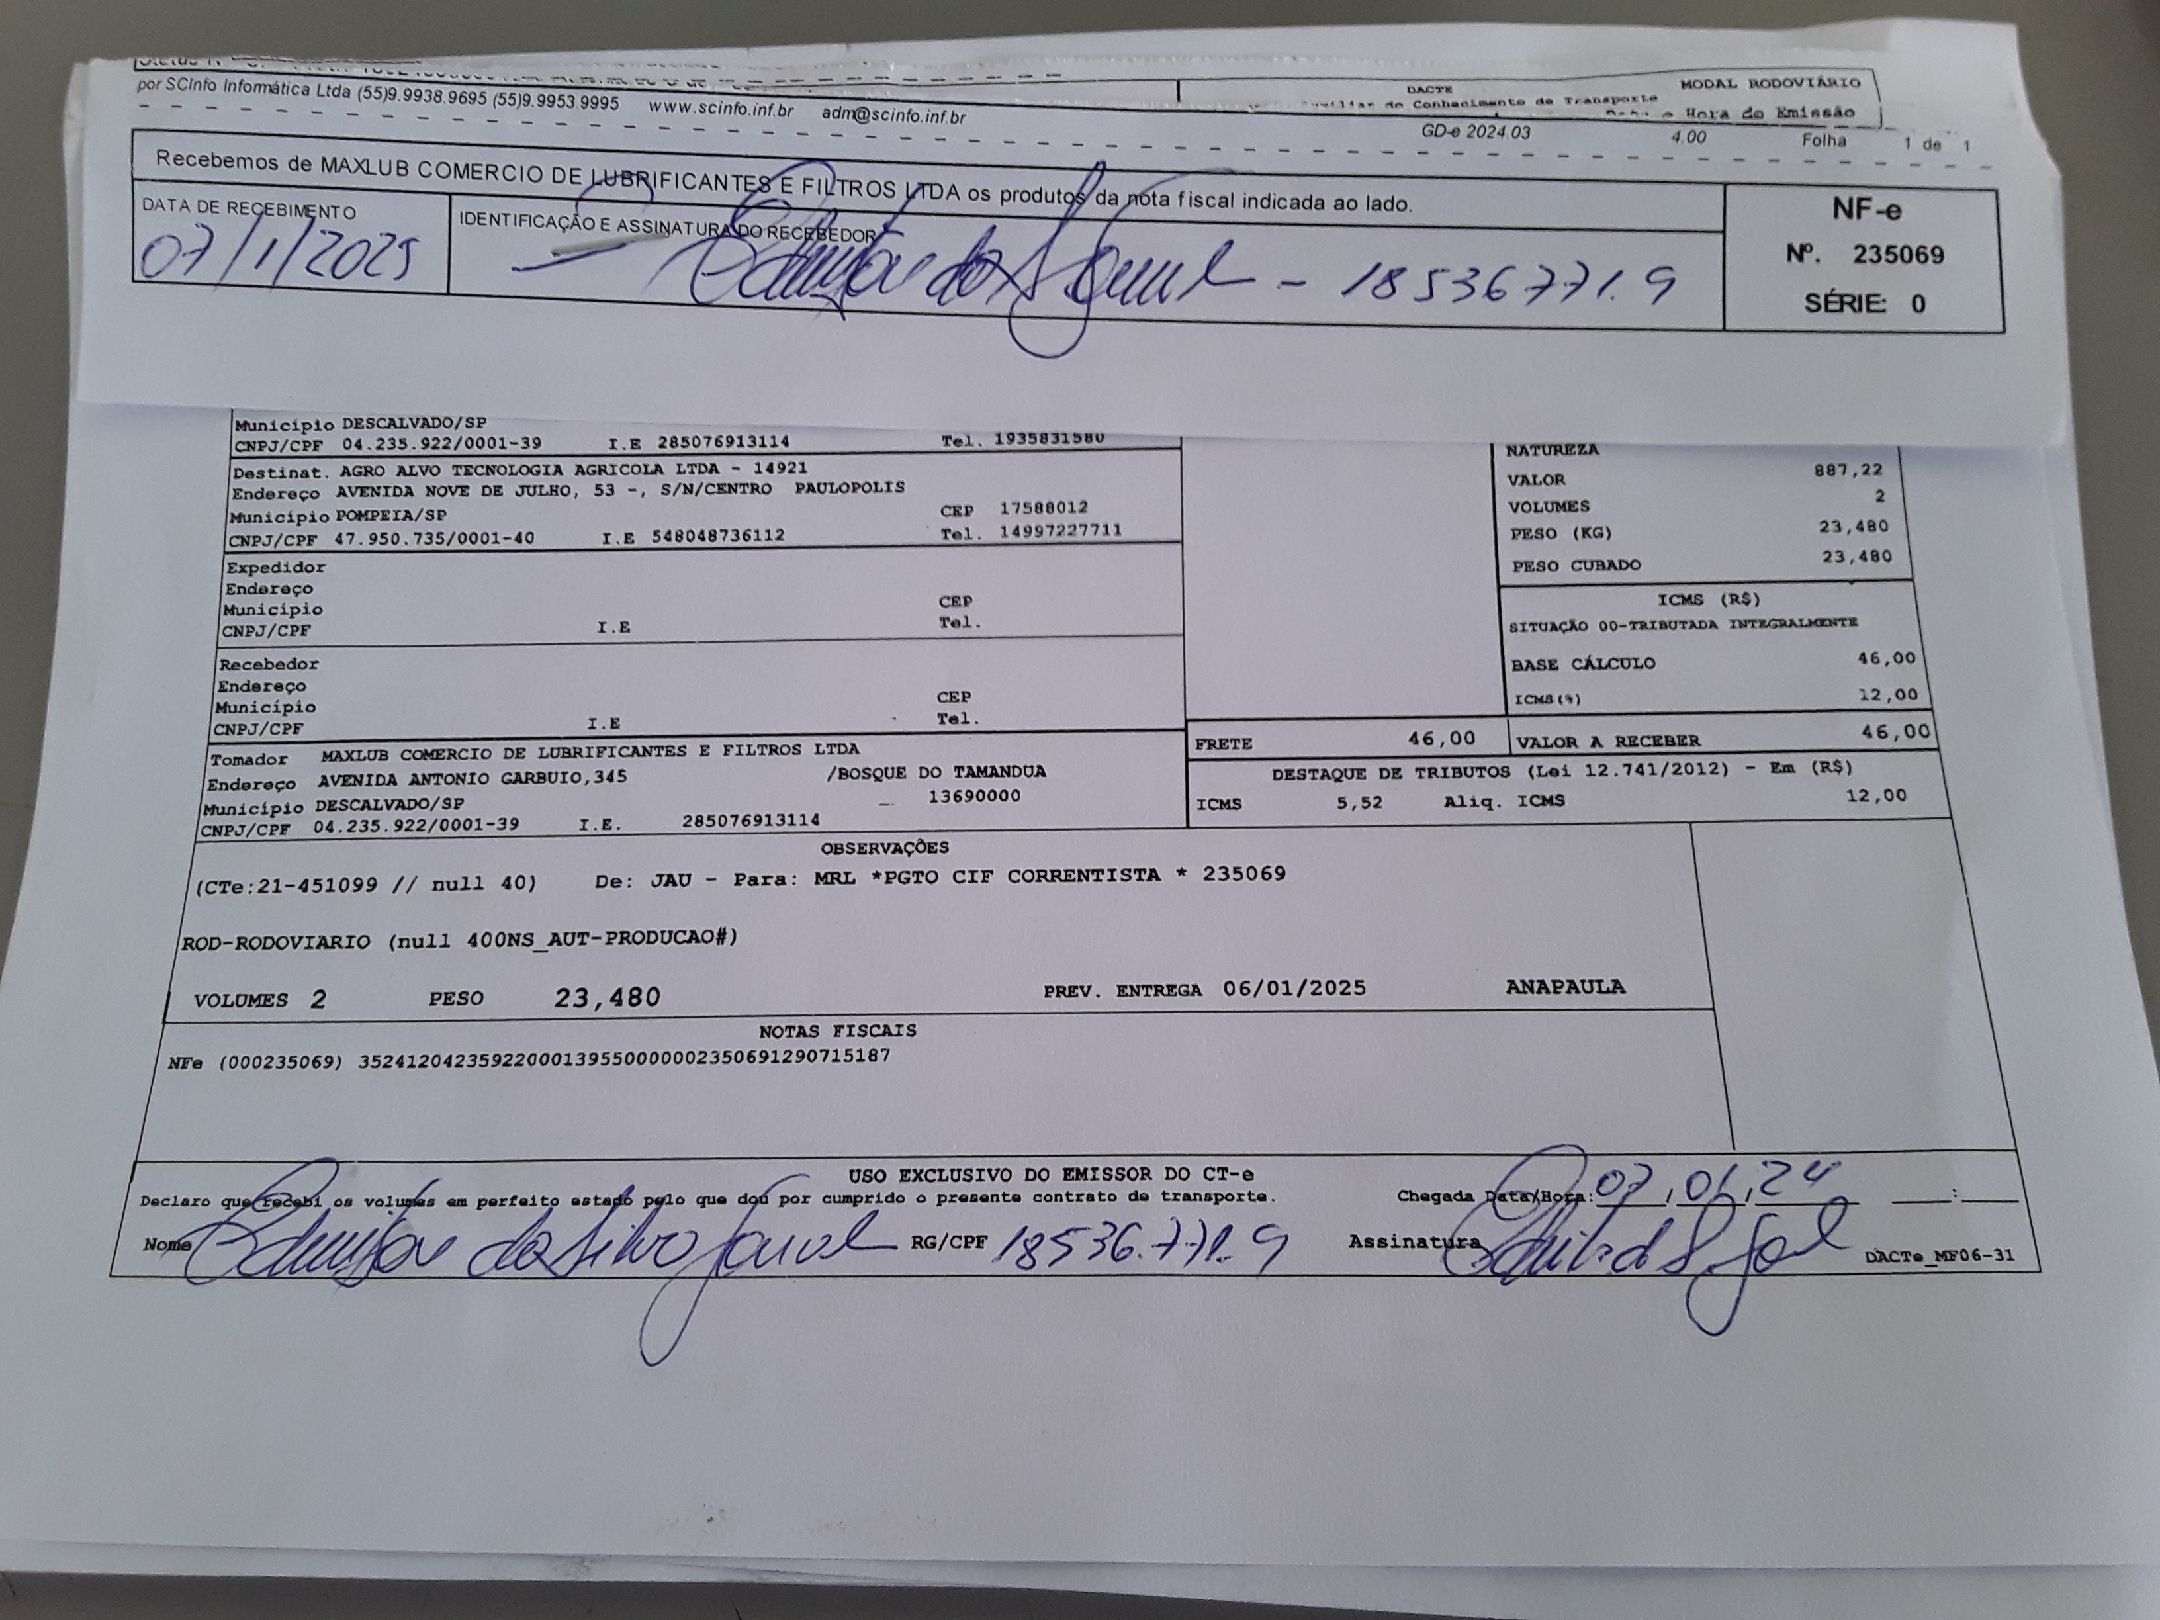 DACTE
MODAL RODOVIÁRIO
por SCInfo Informática Ltda (55)9.9938.9695 (55)9.9953.9995 www.scinfo.inf.br adm@scinfo.inf.br
de Conhecimento de Transporte
Hora de Emissão
GD-e 2024.03 4.00 Folha 1 de 1
Recebemos de MAXLUB COMERCIO DE LUBRIFICANTES E FILTROS LTDA os produtos da nota fiscal indicada ao lado.
DATA DE RECEBIMENTO
07/1/2025
IDENTIFICAÇÃO E ASSINATURA DO RECEBEDOR
- 18536771.9
NF-e
Nº. 235069
SÉRIE: 0
Município DESCALVADO/SP
CNPJ/CPF 04.235.922/0001-39 I.E 285076913114 Tel. 1935831580
Destinat. AGRO ALVO TECNOLOGIA AGRICOLA LTDA - 14921
Endereço AVENIDA NOVE DE JULHO, 53 -, S/N/CENTRO PAULOPOLIS
Município POMPEIA/SP CEP 17588012
CNPJ/CPF 47.950.735/0001-40 I.E 548048736112 Tel. 14997227711
Expedidor
Endereço
Município CEP
CNPJ/CPF I.E Tel.
Recebedor
Endereço
Município CEP
CNPJ/CPF I.E Tel.
Tomador MAXLUB COMERCIO DE LUBRIFICANTES E FILTROS LTDA
Endereço AVENIDA ANTONIO GARBUIO,345 /BOSQUE DO TAMANDUA
Município DESCALVADO/SP 13690000
CNPJ/CPF 04.235.922/0001-39 I.E. 285076913114
NATUREZA
VALOR 887,22
VOLUMES 2
PESO (KG) 23,480
PESO CUBADO 23,480
ICMS (R$)
SITUAÇÃO 00-TRIBUTADA INTEGRALMENTE
BASE CÁLCULO 46,00
ICMS(%) 12,00
FRETE 46,00 VALOR A RECEBER 46,00
DESTAQUE DE TRIBUTOS (Lei 12.741/2012) - Em (R$)
ICMS 5,52 Aliq. ICMS 12,00
OBSERVAÇÕES
(CTe:21-451099 // null 40) De: JAU - Para: MRL *PGTO CIF CORRENTISTA * 235069
ROD-RODOVIARIO (null 400NS_AUT-PRODUCAO#)
VOLUMES 2 PESO 23,480 PREV. ENTREGA 06/01/2025 ANAPAULA
NOTAS FISCAIS
NFe (000235069) 35241204235922000139550000002350691290715187
USO EXCLUSIVO DO EMISSOR DO CT-e
Declaro que recebi os volumes em perfeito estado pelo que dou por cumprido o presente contrato de transporte. Chegada Data/Hora: 07/01/24 __:__
Nome da Silva RG/CPF 18536.771.9 Assinatura DACTe_MF06-31